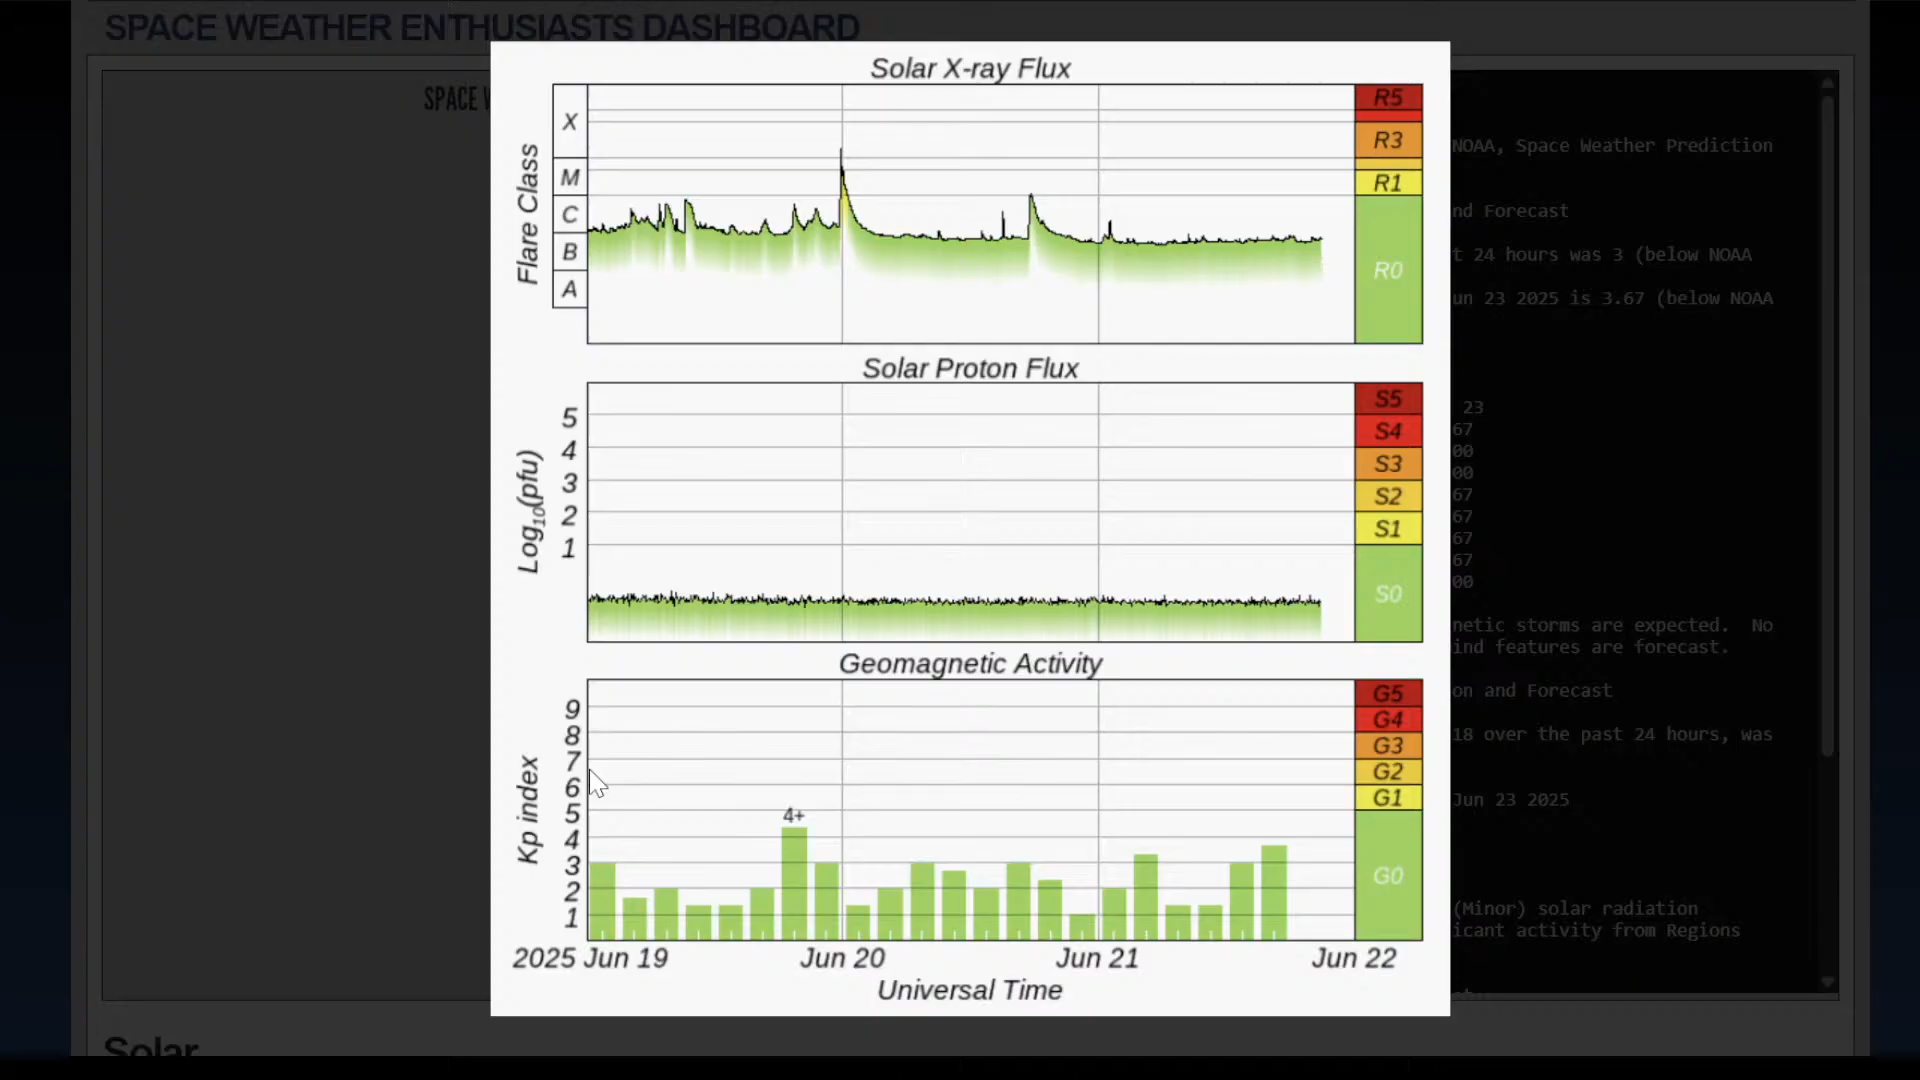 SPACE WEATHER ENTHUSIASTS DASHBOARD
SPACE
Solar X-ray Flux
Flare Class
X
M
C
B
A
R5
R3
R1
R0
Solar Proton Flux
Log10(pfu)
5
4
3
2
1
S5
S4
S3
S2
S1
S0
Geomagnetic Activity
Kp index
9
8
7
6
5
4
3
2
1
4+
G5
G4
G3
G2
G1
G0
2025 Jun 19 Jun 20 Jun 21 Jun 22
Universal Time
NOAA, Space Weather Prediction
nd Forecast
t 24 hours was 3 (below NOAA
un 23 2025 is 3.67 (below NOAA
23
67
00
00
67
67
67
67
00
netic storms are expected. No
ind features are forecast.
on and Forecast
18 over the past 24 hours, was
Jun 23 2025
(Minor) solar radiation
icant activity from Regions
Solar